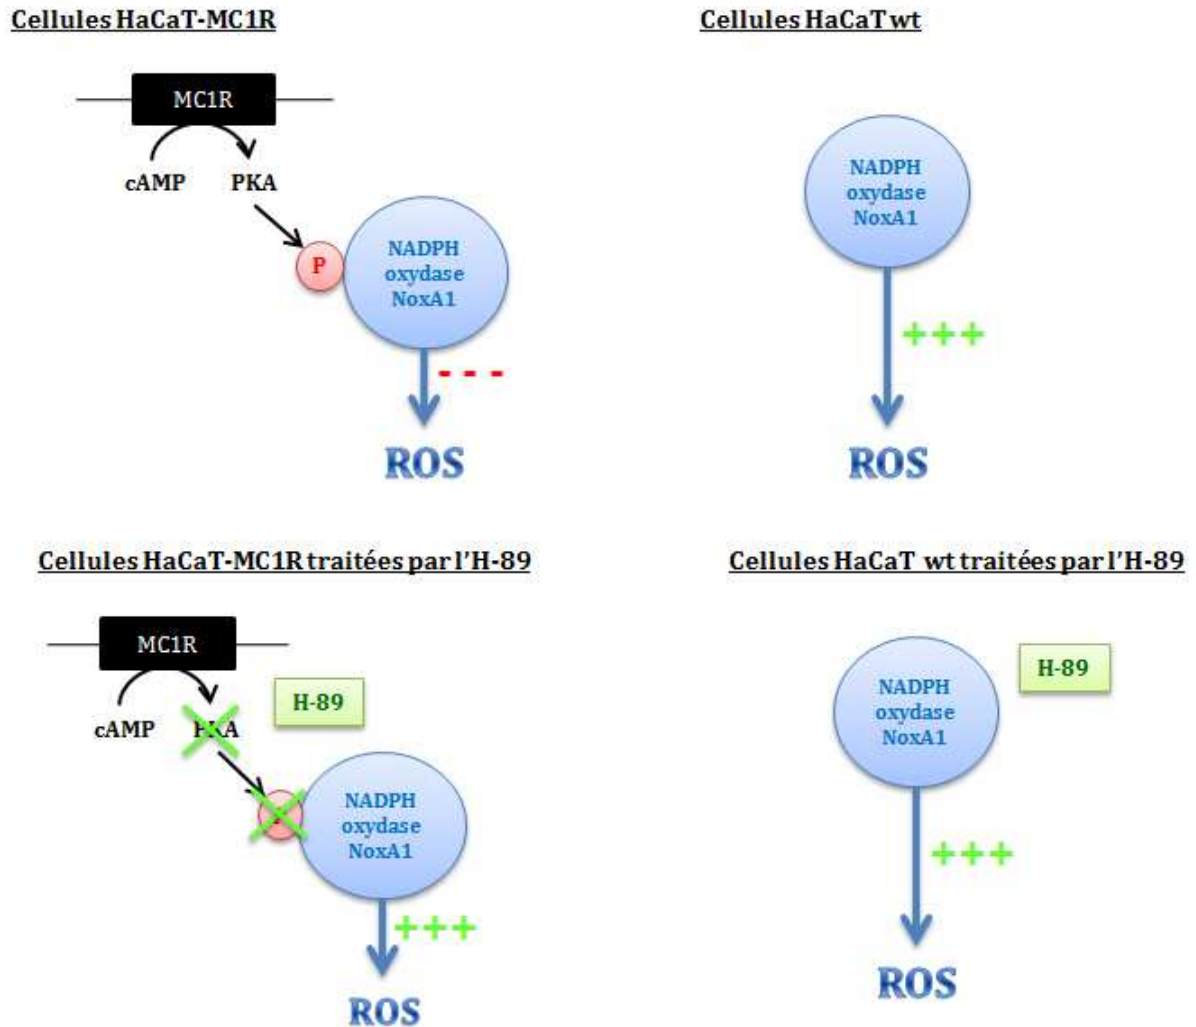 Cellules HaCaT-MC1R
MC1R
cAMP PKA
P
NADPH
oxydase
NoxA1
- - -
ROS
Cellules HaCaT wt
NADPH
oxydase
NoxA1
+++
ROS
Cellules HaCaT-MC1R traitées par l'H-89
MC1R
H-89
cAMP PKA
NADPH
oxydase
NoxA1
+++
ROS
Cellules HaCaT wt traitées par l'H-89
H-89
NADPH
oxydase
NoxA1
+++
ROS